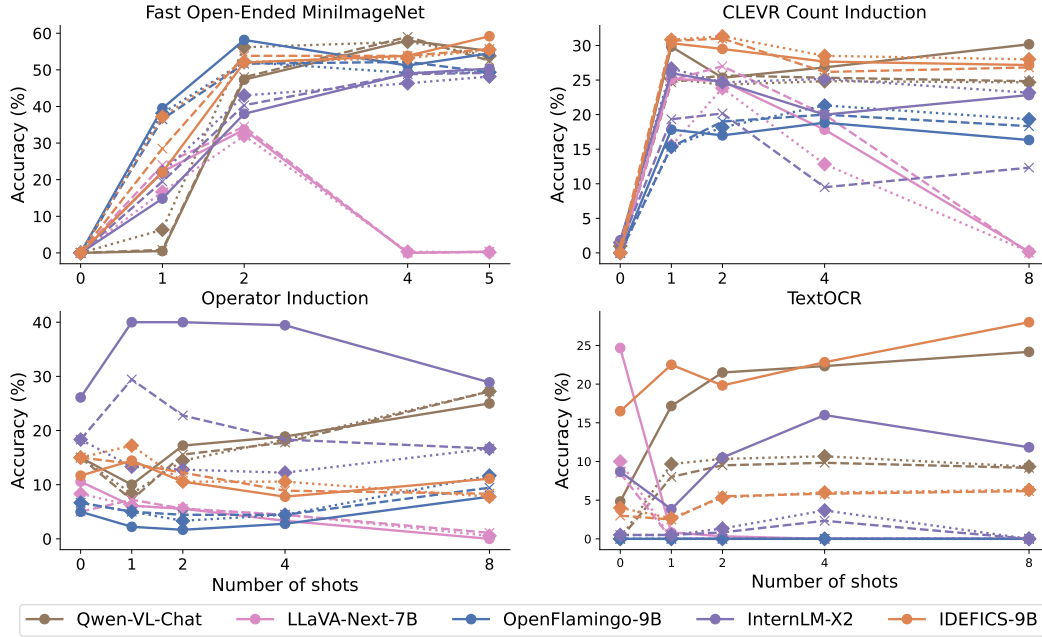 Fast Open-Ended MiniImageNet
CLEVR Count Induction
Accuracy (%)
60
50
40
30
20
10
0
0 1 2 4 5
Accuracy (%)
30
25
20
15
10
5
0
0 1 2 4 8
Operator Induction
TextOCR
Accuracy (%)
40
30
20
10
0
0 1 2 4 8
Number of shots
Accuracy (%)
25
20
15
10
5
0
0 1 2 4 8
Number of shots
Qwen-VL-Chat LLaVA-Next-7B OpenFlamingo-9B InternLM-X2 IDEFICS-9B